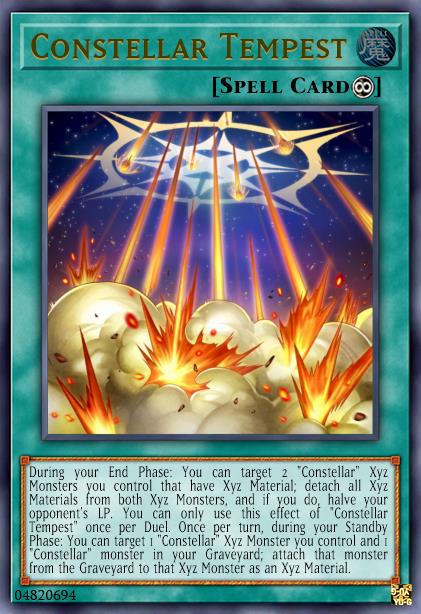 CONSTELLAR TEMPEST 魔
[SPELL CARD ]
During your End Phase: You can target 2 "Constellar" Xyz
Monsters you control that have Xyz Material; detach all Xyz
Materials from both Xyz Monsters, and if you do, halve your
opponent's LP. You can only use this effect of "Constellar
Tempest" once per Duel. Once per turn, during your Standby
Phase: You can target 1 "Constellar" Xyz Monster you control and 1
"Constellar" monster in your Graveyard; attach that monster
from the Graveyard to that Xyz Monster as an Xyz Material.
04820694